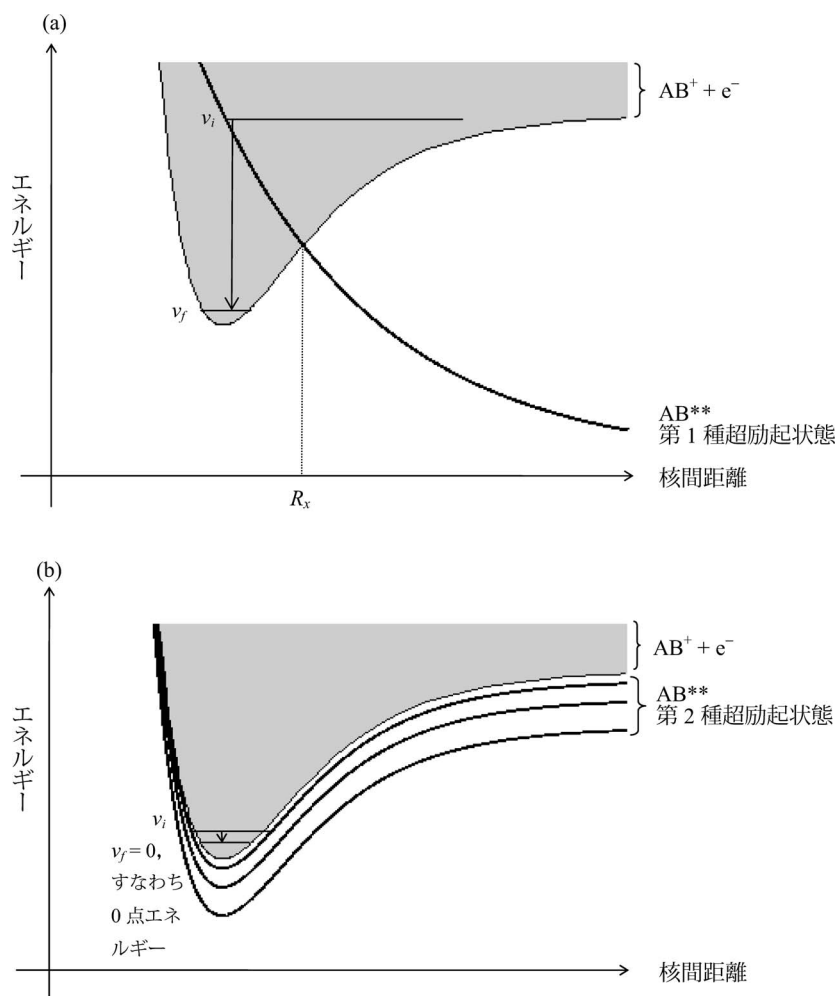 (a)
AB⁺ + e⁻
vᵢ
エネルギー
v_f
AB**
第1種超励起状態
核間距離
Rₓ
(b)
AB⁺ + e⁻
AB**
第2種超励起状態
エネルギー
vᵢ
v_f = 0,
すなわち
0点エネ
ルギー
核間距離